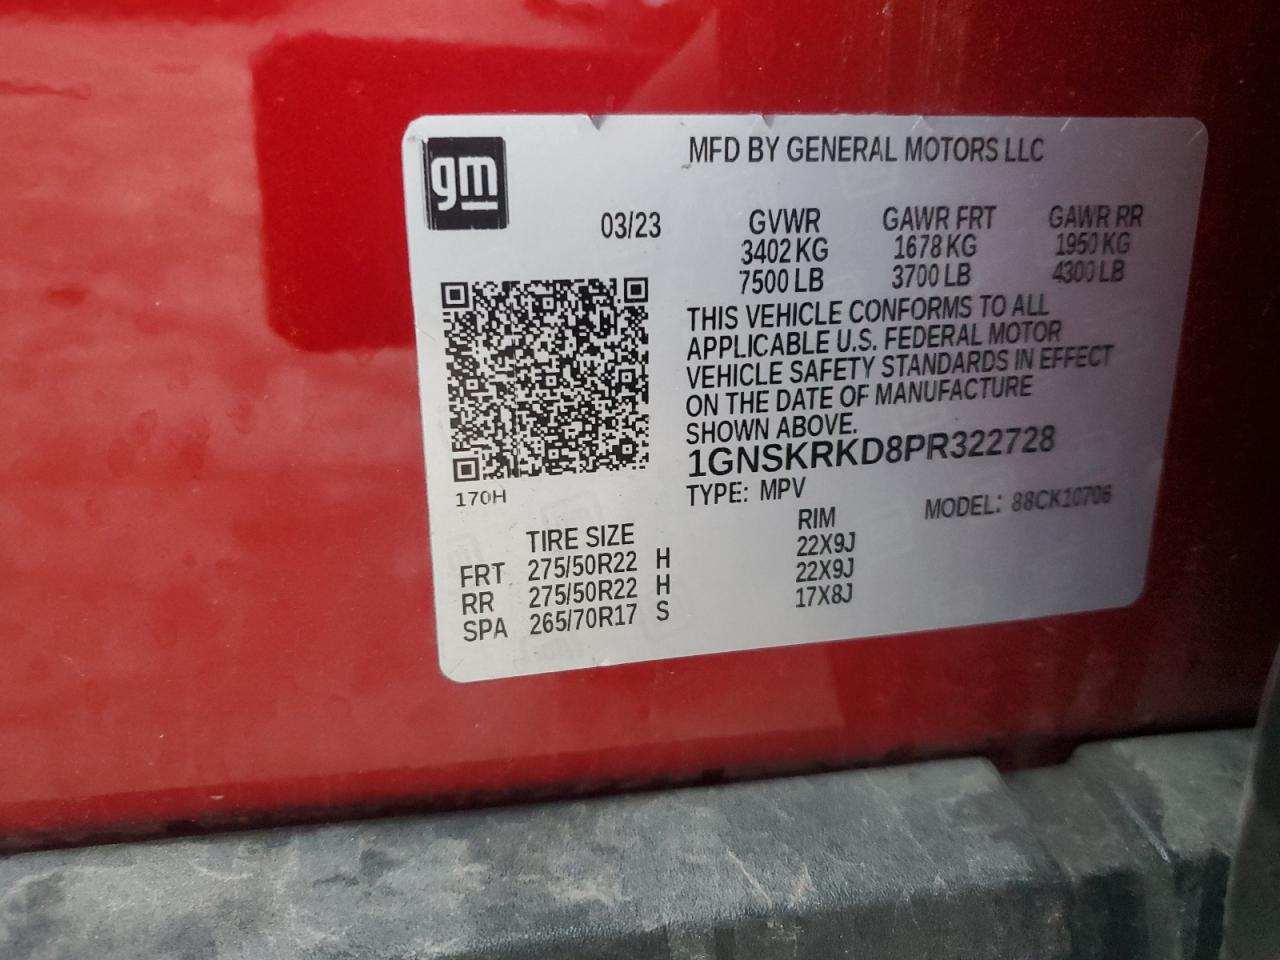 gm
MFD BY GENERAL MOTORS LLC
03/23 GVWR GAWR FRT GAWR RR
3402 KG 1678 KG 1950 KG
7500 LB 3700 LB 4300 LB
THIS VEHICLE CONFORMS TO ALL
APPLICABLE U.S. FEDERAL MOTOR
VEHICLE SAFETY STANDARDS IN EFFECT
ON THE DATE OF MANUFACTURE
SHOWN ABOVE.
1GNSKRKD8PR322728
170H
TYPE: MPV MODEL: 88CK10706
TIRE SIZE RIM
FRT 275/50R22 H 22X9J
RR 275/50R22 H 22X9J
SPA 265/70R17 S 17X8J